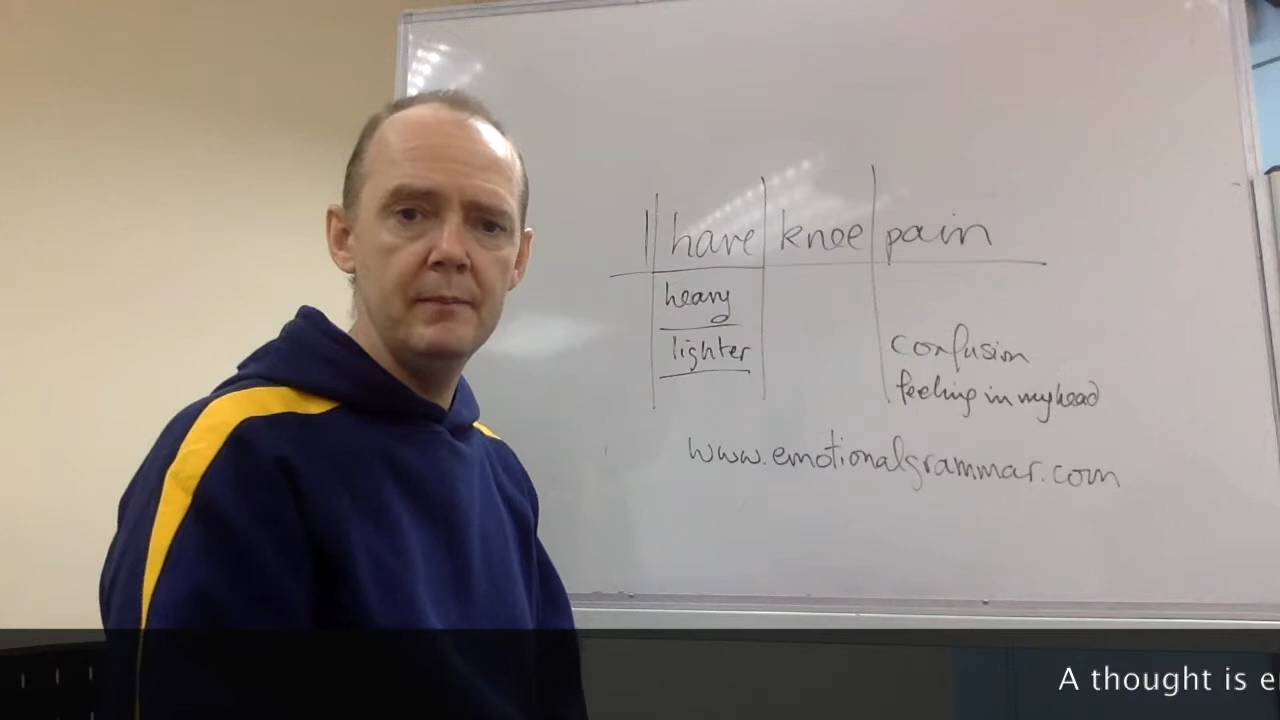 I have knee pain
heavy
lighter
confusion
feeling in my head
www.emotionalgrammar.com
A thought is